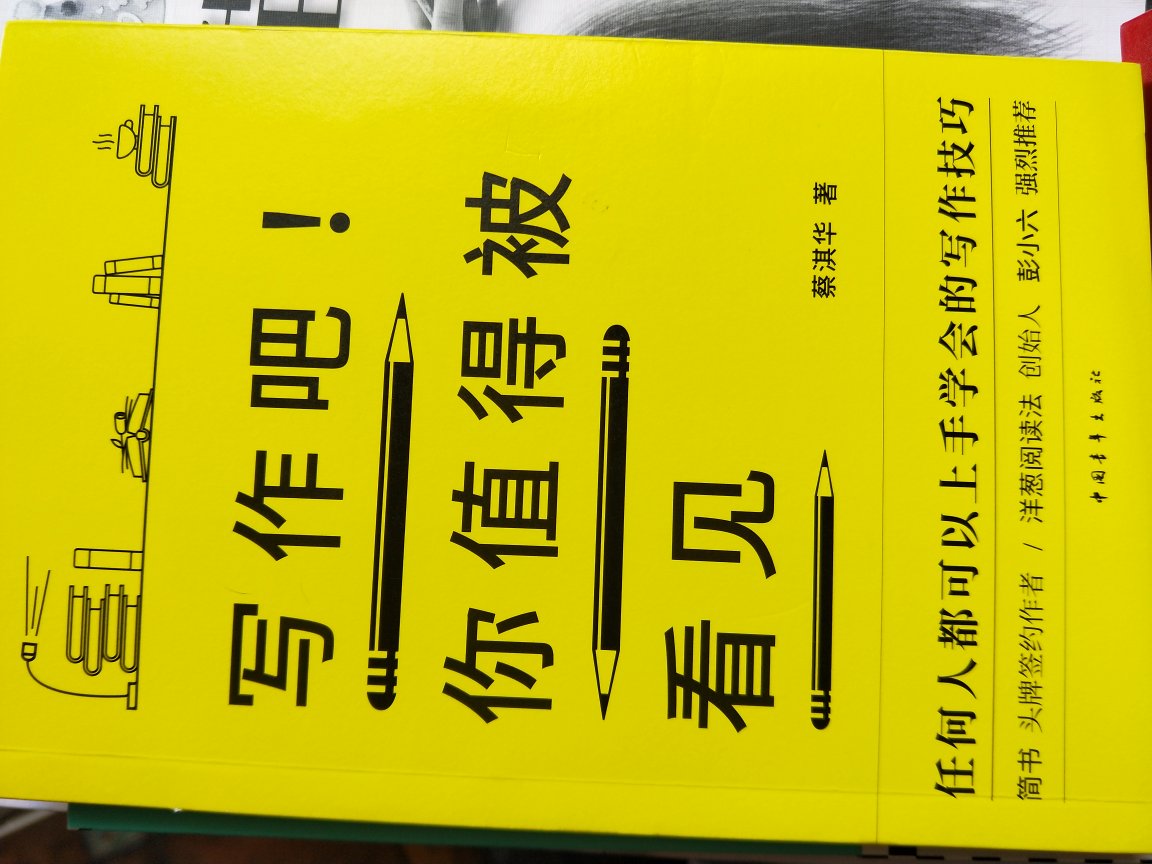 写作吧！
你值得被
看见
蔡淇华 著
任何人都可以上手学会的写作技巧
简书 头牌签约作者 / 洋葱阅读法 创始人 彭小六 强烈推荐
中国青年出版社